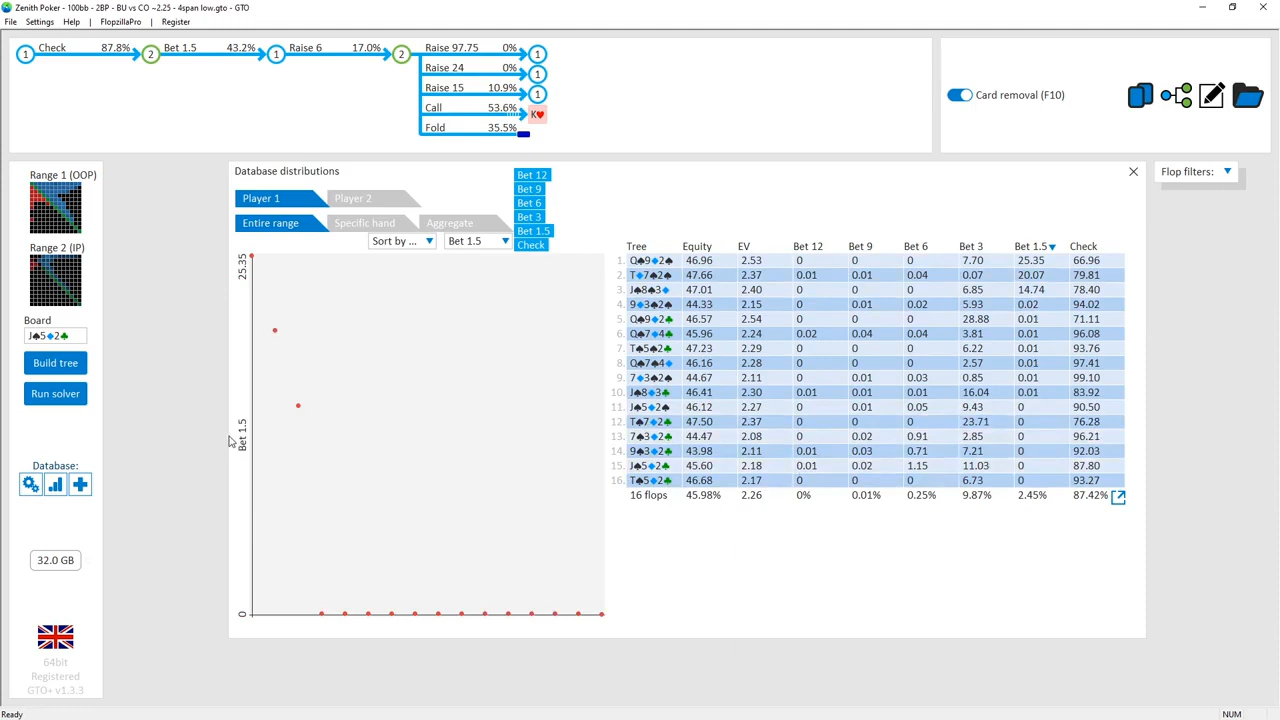 Zenith Poker - 100bb - 2BP - BU vs CO ~2.25 - 4span low.gto - GTO
File Settings Help | FlopzillaPro | Register
1 Check 87.8% 2 Bet 1.5 43.2% 1 Raise 6 17.0% 2 Raise 97.75 0% 1
Raise 24 0% 1
Raise 15 10.9% 1
Call 53.6% K♥
Fold 35.5%
Card removal (F10)
Range 1 (OOP)
Range 2 (IP)
Board
J♠5♦2♣
Build tree
Run solver
Database:
32.0 GB
64bit
Registered
GTO+ v1.3.3
Database distributions
Player 1 Player 2
Entire range Specific hand Aggregate
Sort by ... Bet 1.5
Bet 12
Bet 9
Bet 6
Bet 3
Bet 1.5
Check
25.35
Bet 1.5
0
Tree Equity EV Bet 12 Bet 9 Bet 6 Bet 3 Bet 1.5 Check
1. Q♠9♦2♠ 46.96 2.53 0 0 0 7.70 25.35 66.96
2. T♦7♠2♠ 47.66 2.37 0.01 0.01 0.04 0.07 20.07 79.81
3. J♠8♠3♦ 47.01 2.40 0 0 0 6.85 14.74 78.40
4. 9♦3♠2♠ 44.33 2.15 0 0.01 0.02 5.93 0.02 94.02
5. Q♠9♦2♣ 46.57 2.54 0 0 0 28.88 0.01 71.11
6. Q♠7♦4♣ 45.96 2.24 0.02 0.04 0.04 3.81 0.01 96.08
7. T♠5♠2♣ 47.23 2.29 0 0 0 6.22 0.01 93.76
8. Q♠7♠4♦ 46.16 2.28 0 0 0 2.57 0.01 97.41
9. 7♦3♠2♠ 44.67 2.11 0 0.01 0.03 0.85 0.01 99.10
10. J♠8♦3♣ 46.41 2.30 0.01 0.01 0.01 16.04 0.01 83.92
11. J♠5♦2♠ 46.12 2.27 0 0.01 0.05 9.43 0 90.50
12. T♠7♦2♣ 47.50 2.37 0 0 0 23.71 0 76.28
13. 7♠3♦2♣ 44.47 2.08 0 0.02 0.91 2.85 0 96.21
14. 9♠3♦2♣ 43.98 2.11 0.01 0.03 0.71 7.21 0 92.03
15. J♠5♦2♣ 45.60 2.18 0.01 0.02 1.15 11.03 0 87.80
16. T♠5♦2♣ 46.68 2.17 0 0 0 6.73 0 93.27
16 flops 45.98% 2.26 0% 0.01% 0.25% 9.87% 2.45% 87.42%
Flop filters:
Ready NUM